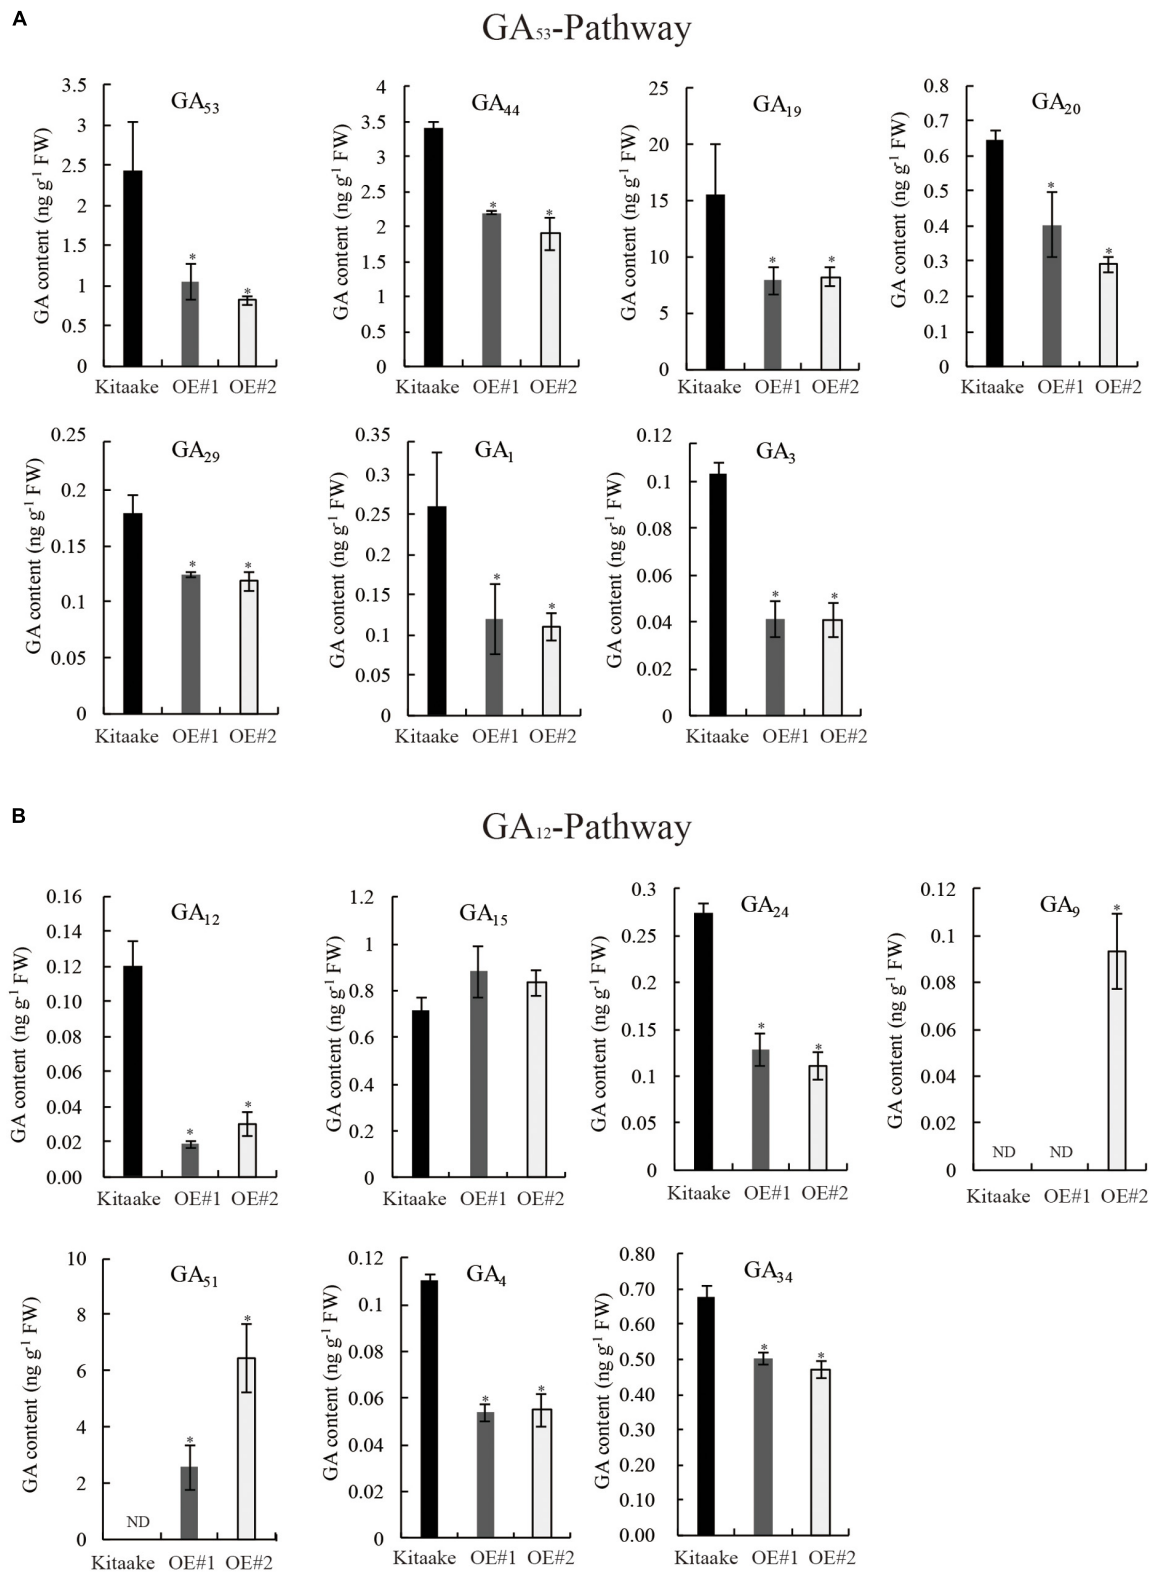 A
GA53-Pathway
GA53
GA content (ng g-1 FW)
3.5
3
2.5
2
1.5
1
0.5
0
* *
Kitaake OE#1 OE#2
GA44
GA content (ng g-1 FW)
4
3.5
3
2.5
2
1.5
1
0.5
0
* *
Kitaake OE#1 OE#2
GA19
GA content (ng g-1 FW)
25
20
15
10
5
0
* *
Kitaake OE#1 OE#2
GA20
GA content (ng g-1 FW)
0.8
0.7
0.6
0.5
0.4
0.3
0.2
0.1
0
* *
Kitaake OE#1 OE#2
GA29
GA content (ng g-1 FW)
0.25
0.2
0.15
0.1
0.05
0
* *
Kitaake OE#1 OE#2
GA1
GA content (ng g-1 FW)
0.35
0.3
0.25
0.2
0.15
0.1
0.05
0
* *
Kitaake OE#1 OE#2
GA3
GA content (ng g-1 FW)
0.12
0.1
0.08
0.06
0.04
0.02
0
* *
Kitaake OE#1 OE#2
B
GA12-Pathway
GA12
GA content (ng g-1 FW)
0.16
0.14
0.12
0.10
0.08
0.06
0.04
0.02
0.00
* *
Kitaake OE#1 OE#2
GA15
GA content (ng g-1 FW)
1.2
1
0.8
0.6
0.4
0.2
0
Kitaake OE#1 OE#2
GA24
GA content (ng g-1 FW)
0.3
0.25
0.2
0.15
0.1
0.05
0
* *
Kitaake OE#1 OE#2
GA9
GA content (ng g-1 FW)
0.12
0.1
0.08
0.06
0.04
0.02
0
ND ND *
Kitaake OE#1 OE#2
GA51
GA content (ng g-1 FW)
10
8
6
4
2
0
ND * *
Kitaake OE#1 OE#2
GA4
GA content (ng g-1 FW)
0.12
0.1
0.08
0.06
0.04
0.02
0
* *
Kitaake OE#1 OE#2
GA34
GA content (ng g-1 FW)
0.80
0.70
0.60
0.50
0.40
0.30
0.20
0.10
0.00
* *
Kitaake OE#1 OE#2